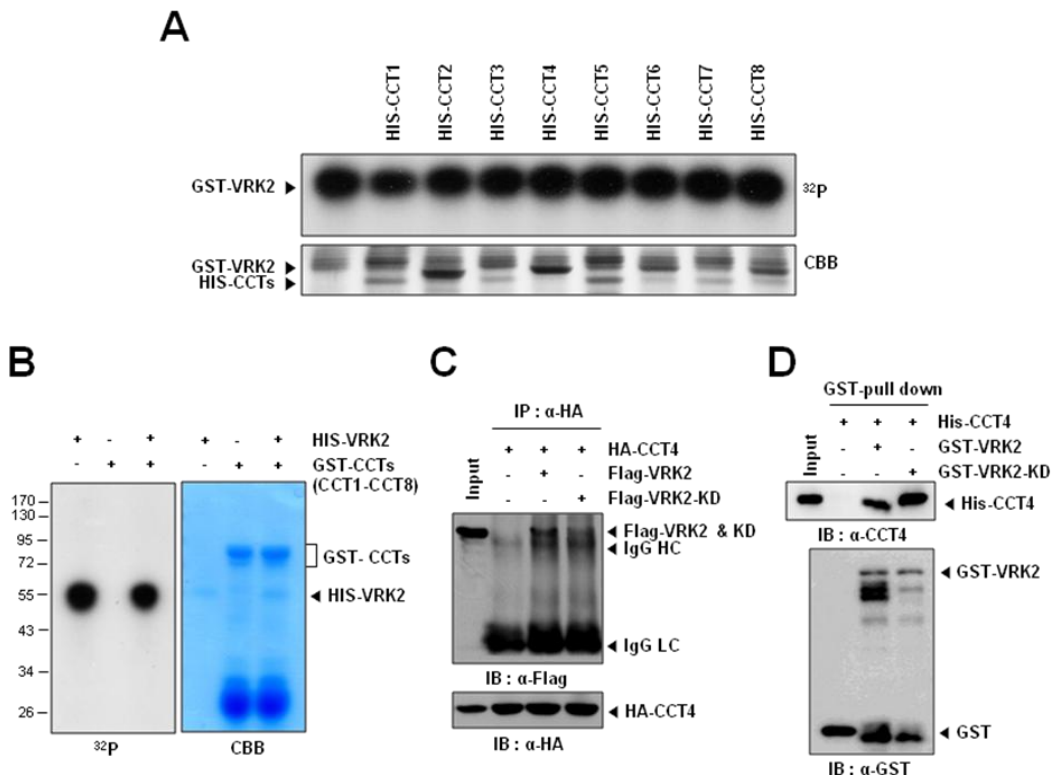 A
HIS-CCT1
HIS-CCT2
HIS-CCT3
HIS-CCT4
HIS-CCT5
HIS-CCT6
HIS-CCT7
HIS-CCT8
GST-VRK2
³²P
GST-VRK2
CBB
HIS-CCTs
B
+ - + + - + HIS-VRK2
- + + - + + GST-CCTs
(CCT1-CCT8)
170
130
95
72
55
43
34
26
GST- CCTs
HIS-VRK2
³²P
CBB
C
IP : α-HA
Input
+ + + HA-CCT4
- + - Flag-VRK2
- - + Flag-VRK2-KD
Flag-VRK2 & KD
IgG HC
IgG LC
IB : α-Flag
HA-CCT4
IB : α-HA
D
GST-pull down
Input
+ + + His-CCT4
- + - GST-VRK2
- - + GST-VRK2-KD
His-CCT4
IB : α-CCT4
GST-VRK2
GST
IB : α-GST